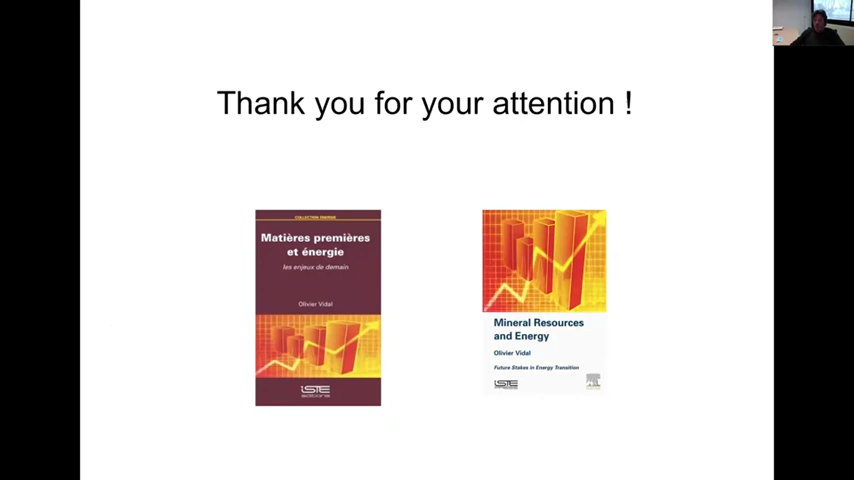 Thank you for your attention !
COLLECTION ÉNERGIE
Matières premières
et énergie
les enjeux de demain
Olivier Vidal
iSTE
editions
Mineral Resources
and Energy
Olivier Vidal
Future Stakes in Energy Transition
iSTE